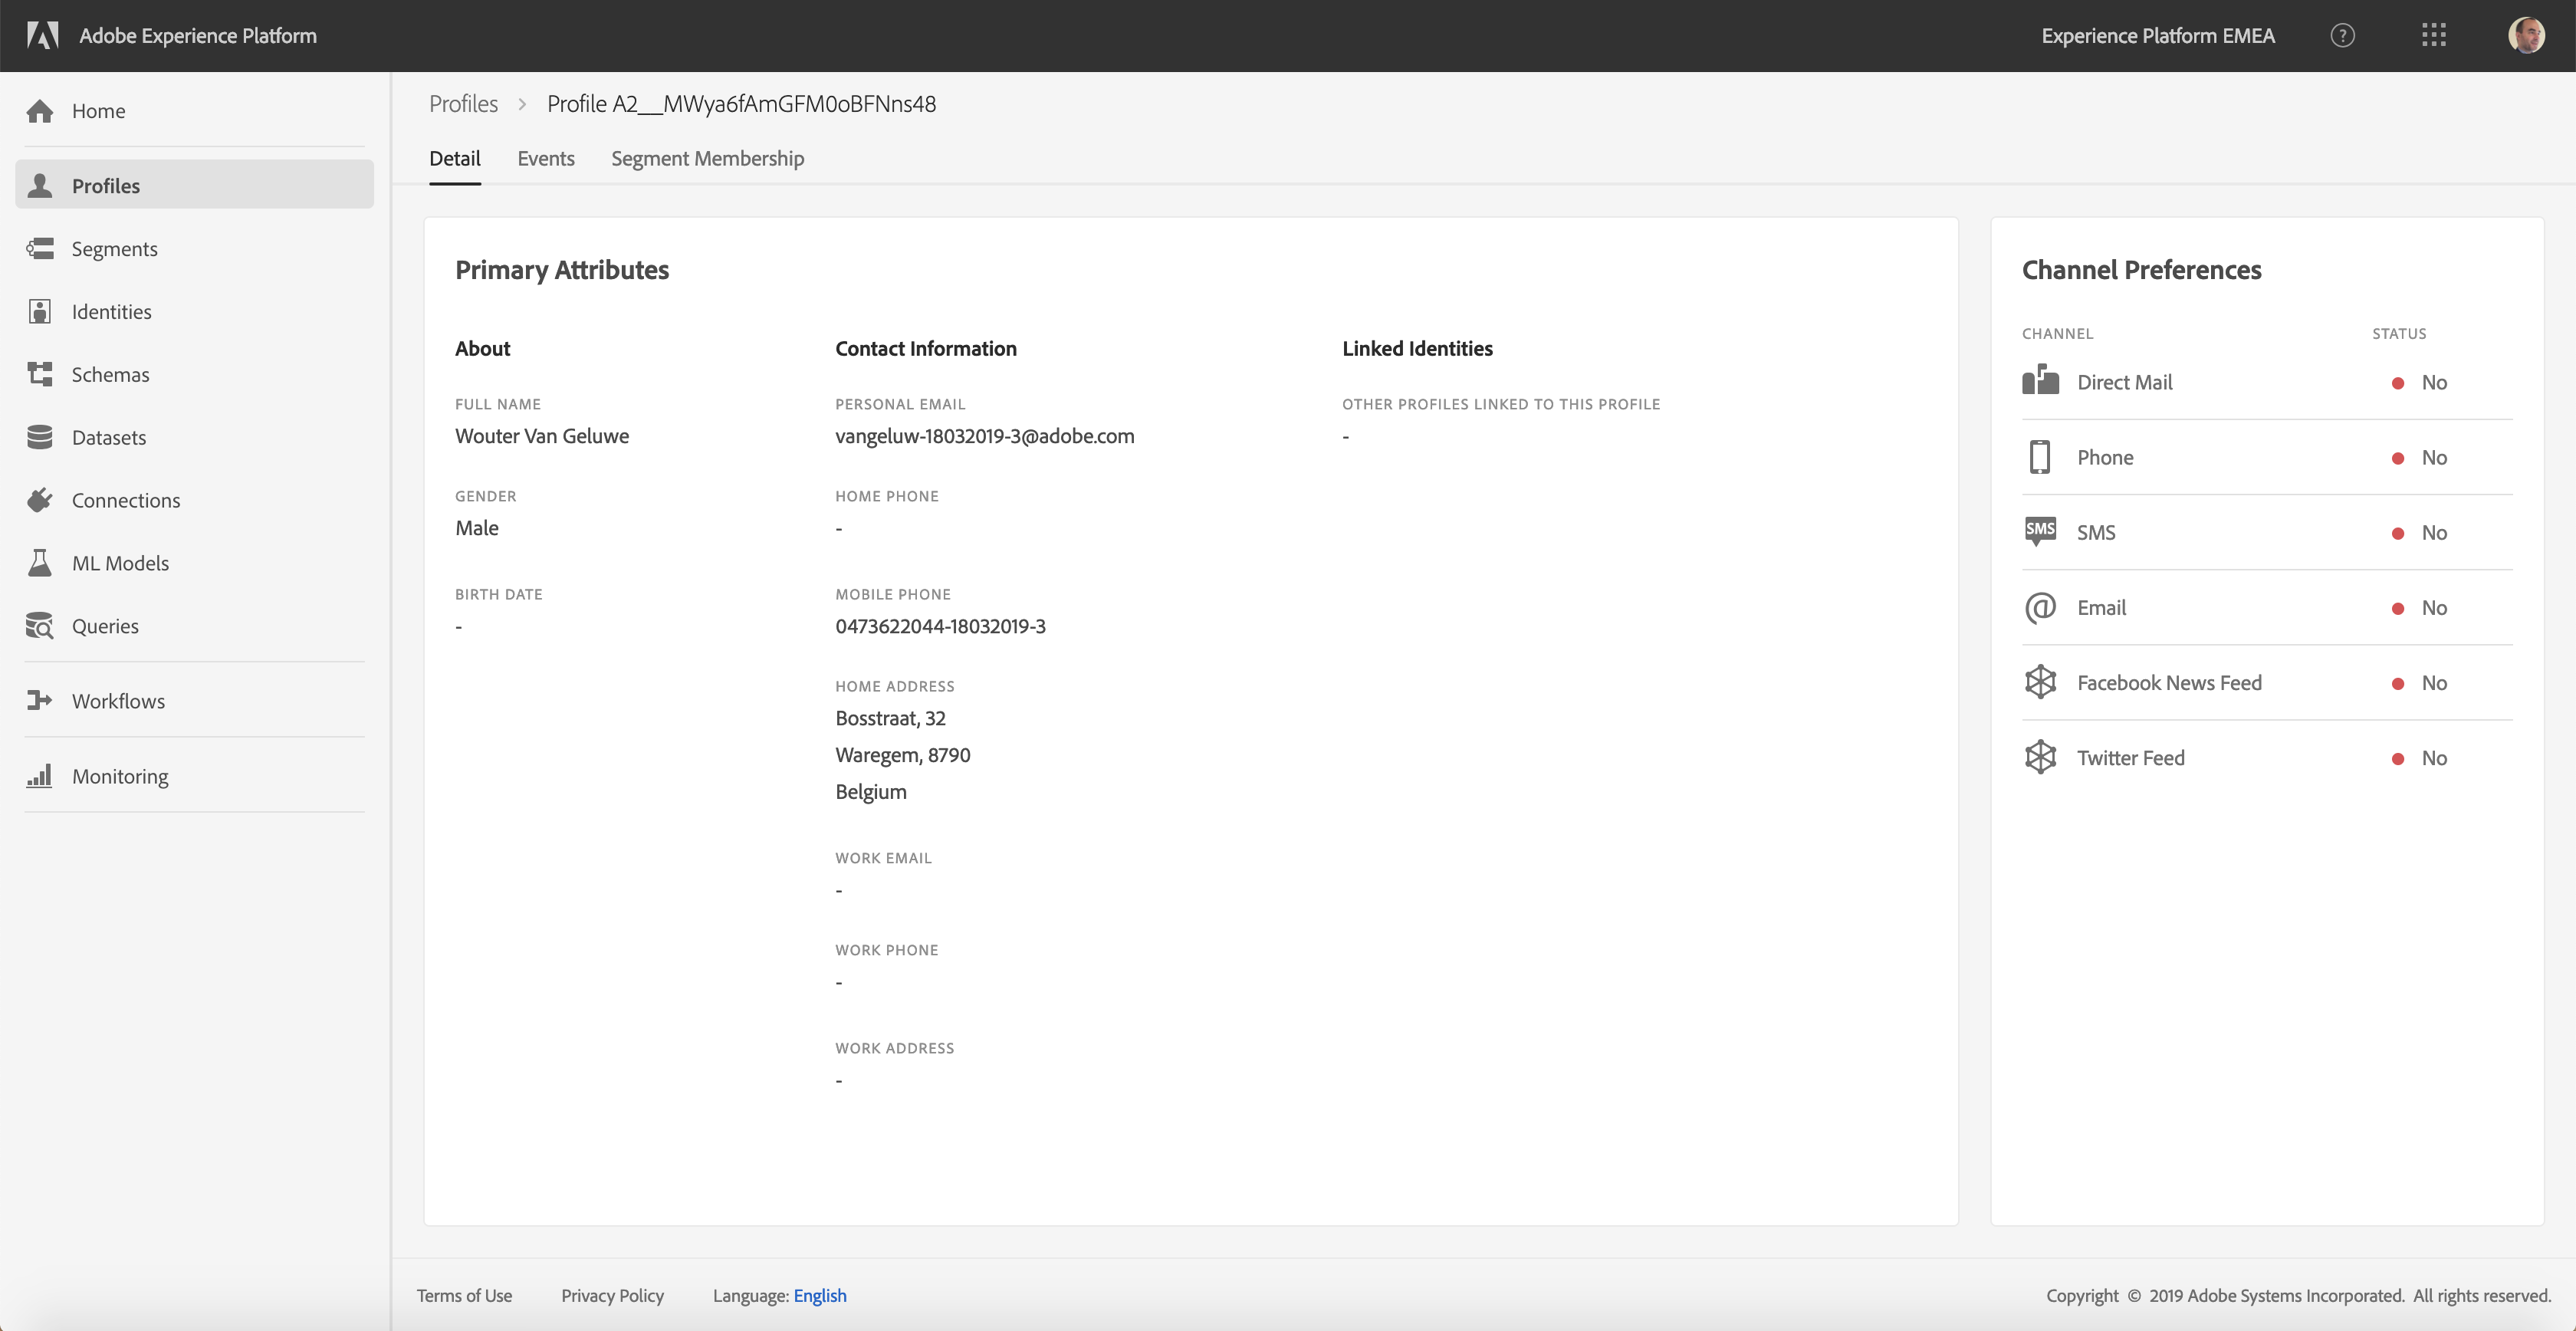 Adobe Experience Platform
Experience Platform EMEA
?
Home
Profiles
Segments
Identities
Schemas
Datasets
Connections
ML Models
Queries
Workflows
Monitoring
Profiles > Profile A2__MWya6fAmGFM0oBFNns48
Detail Events Segment Membership
Primary Attributes
About
FULL NAME
Wouter Van Geluwe
GENDER
Male
BIRTH DATE
-
Contact Information
PERSONAL EMAIL
vangeluw-18032019-3@adobe.com
HOME PHONE
-
MOBILE PHONE
0473622044-18032019-3
HOME ADDRESS
Bosstraat, 32
Waregem, 8790
Belgium
WORK EMAIL
-
WORK PHONE
-
WORK ADDRESS
-
Linked Identities
OTHER PROFILES LINKED TO THIS PROFILE
-
Channel Preferences
CHANNEL STATUS
Direct Mail No
Phone No
SMS SMS No
@ Email No
Facebook News Feed No
Twitter Feed No
Terms of Use Privacy Policy Language: English
Copyright © 2019 Adobe Systems Incorporated. All rights reserved.